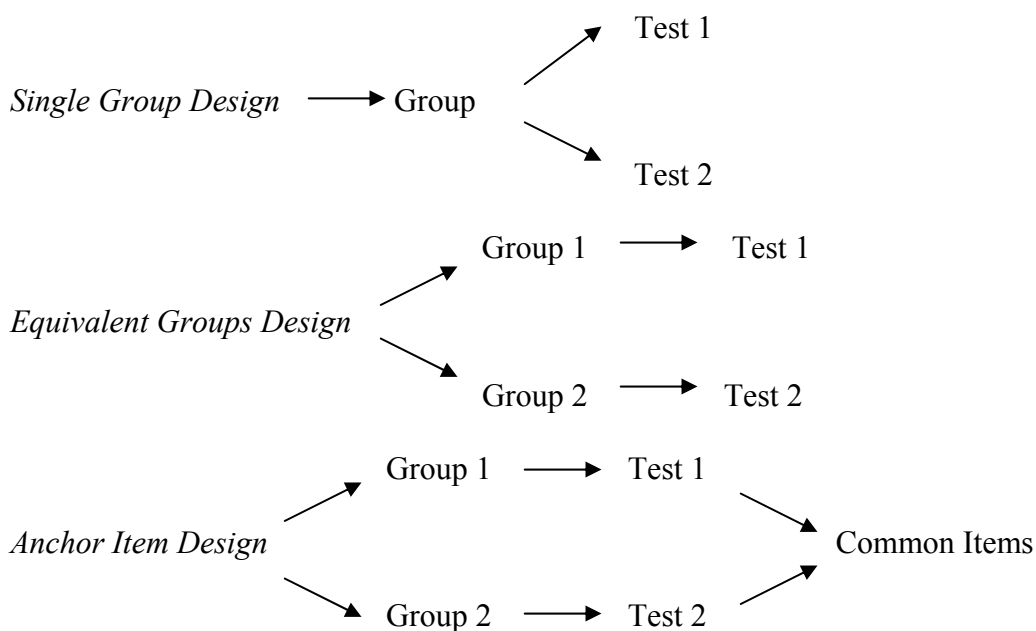 Test 1
Single Group Design Group
Test 2
Group 1 Test 1
Equivalent Groups Design
Group 2 Test 2
Group 1 Test 1
Anchor Item Design Common Items
Group 2 Test 2